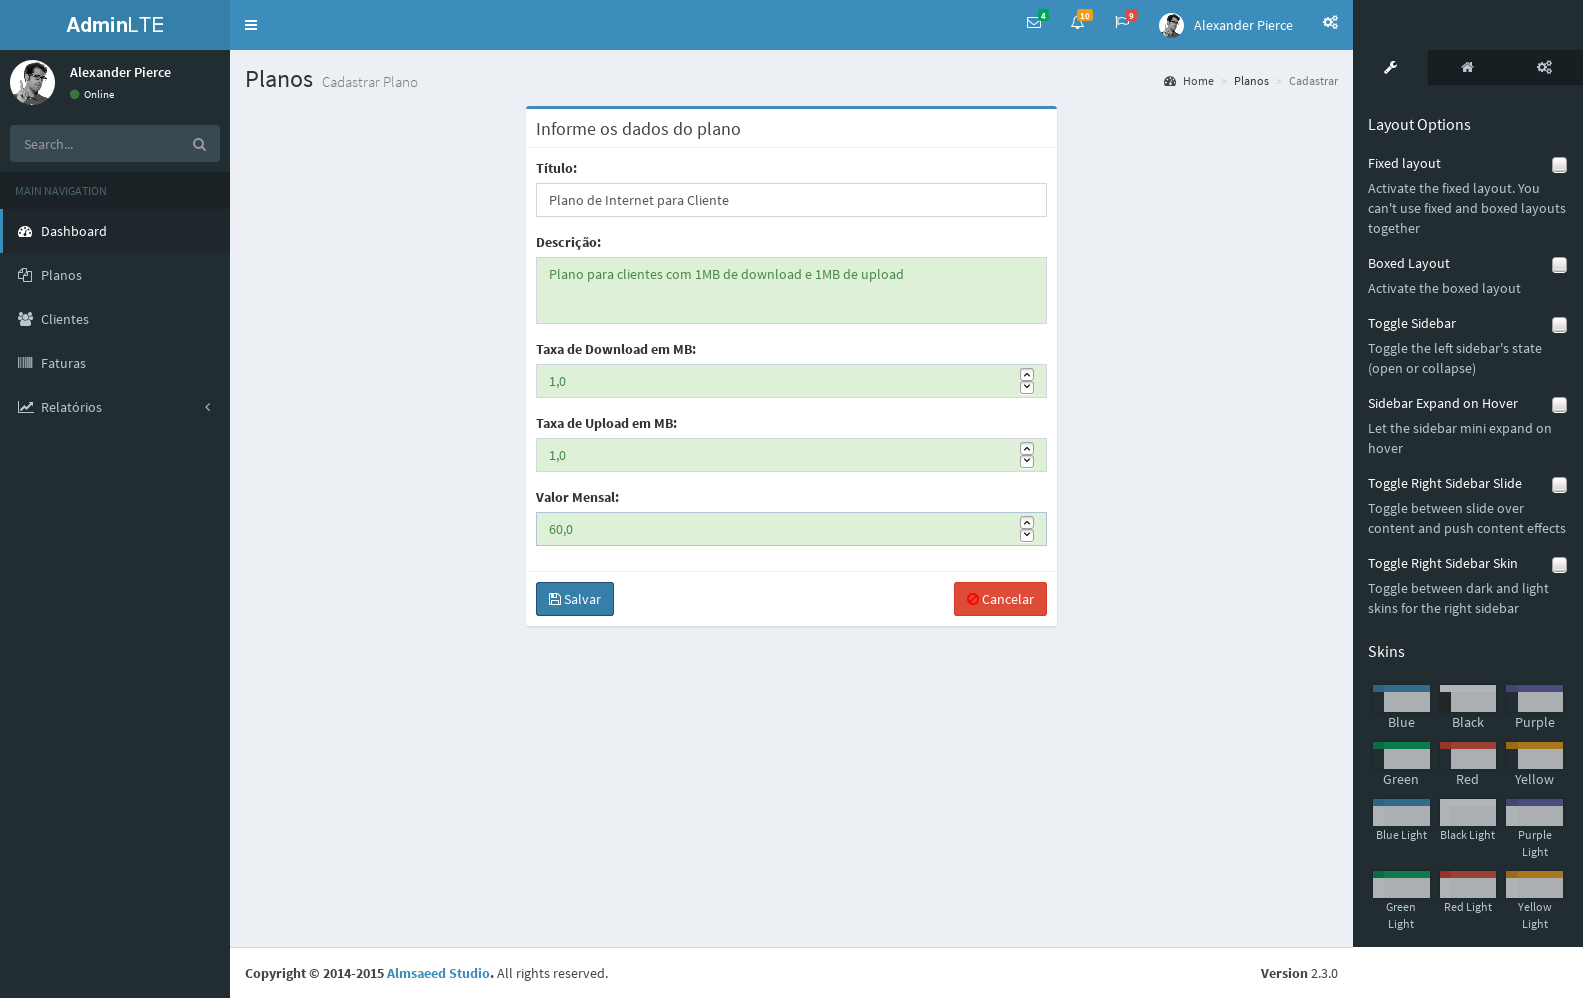 AdminLTE
4
10
9
Alexander Pierce
Alexander Pierce
Online
Search...
MAIN NAVIGATION
Dashboard
Planos
Clientes
Faturas
Relatórios
Planos Cadastrar Plano
Home > Planos > Cadastrar
Informe os dados do plano
Título:
Plano de Internet para Cliente
Descrição:
Plano para clientes com 1MB de download e 1MB de upload
Taxa de Download em MB:
1,0
Taxa de Upload em MB:
1,0
Valor Mensal:
60,0
Salvar
Cancelar
Layout Options
Fixed layout
Activate the fixed layout. You
can't use fixed and boxed layouts
together
Boxed Layout
Activate the boxed layout
Toggle Sidebar
Toggle the left sidebar's state
(open or collapse)
Sidebar Expand on Hover
Let the sidebar mini expand on
hover
Toggle Right Sidebar Slide
Toggle between slide over
content and push content effects
Toggle Right Sidebar Skin
Toggle between dark and light
skins for the right sidebar
Skins
Blue Black Purple
Green Red Yellow
Blue Light Black Light Purple
Light
Green Red Light Yellow
Light Light
Copyright © 2014-2015 Almsaeed Studio. All rights reserved.
Version 2.3.0